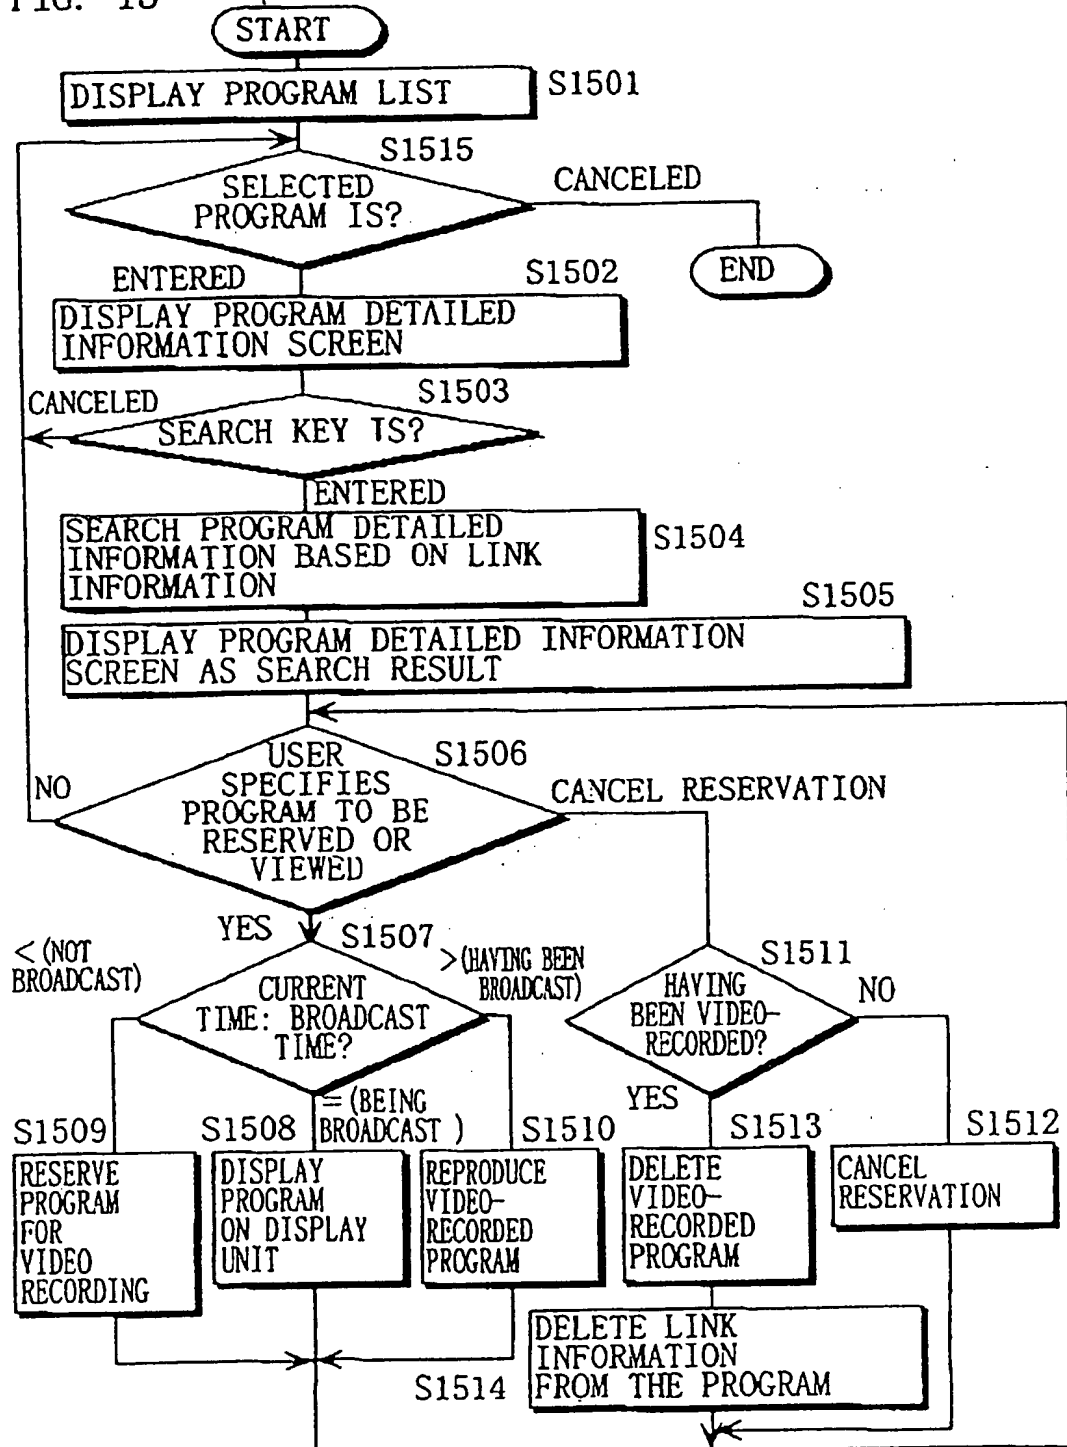 FIG. 15
START
DISPLAY PROGRAM LIST
S1501
S1515
SELECTED
PROGRAM IS?
CANCELED
END
ENTERED
S1502
DISPLAY PROGRAM DETAILED
INFORMATION SCREEN
S1503
CANCELED
SEARCH KEY IS?
ENTERED
SEARCH PROGRAM DETAILED
INFORMATION BASED ON LINK
INFORMATION
S1504
S1505
DISPLAY PROGRAM DETAILED INFORMATION
SCREEN AS SEARCH RESULT
S1506
USER
SPECIFIES
PROGRAM TO BE
RESERVED OR
VIEWED
NO
CANCEL RESERVATION
YES
S1507
< (NOT
BROADCAST)
> (HAVING BEEN
BROADCAST)
CURRENT
TIME: BROADCAST
TIME?
S1511
HAVING
BEEN VIDEO-
RECORDED?
NO
YES
= (BEING
BROADCAST )
S1509
S1508
S1510
S1513
S1512
RESERVE
PROGRAM
FOR
VIDEO
RECORDING
DISPLAY
PROGRAM
ON DISPLAY
UNIT
REPRODUCE
VIDEO-
RECORDED
PROGRAM
DELETE
VIDEO-
RECORDED
PROGRAM
CANCEL
RESERVATION
DELETE LINK
INFORMATION
FROM THE PROGRAM
S1514